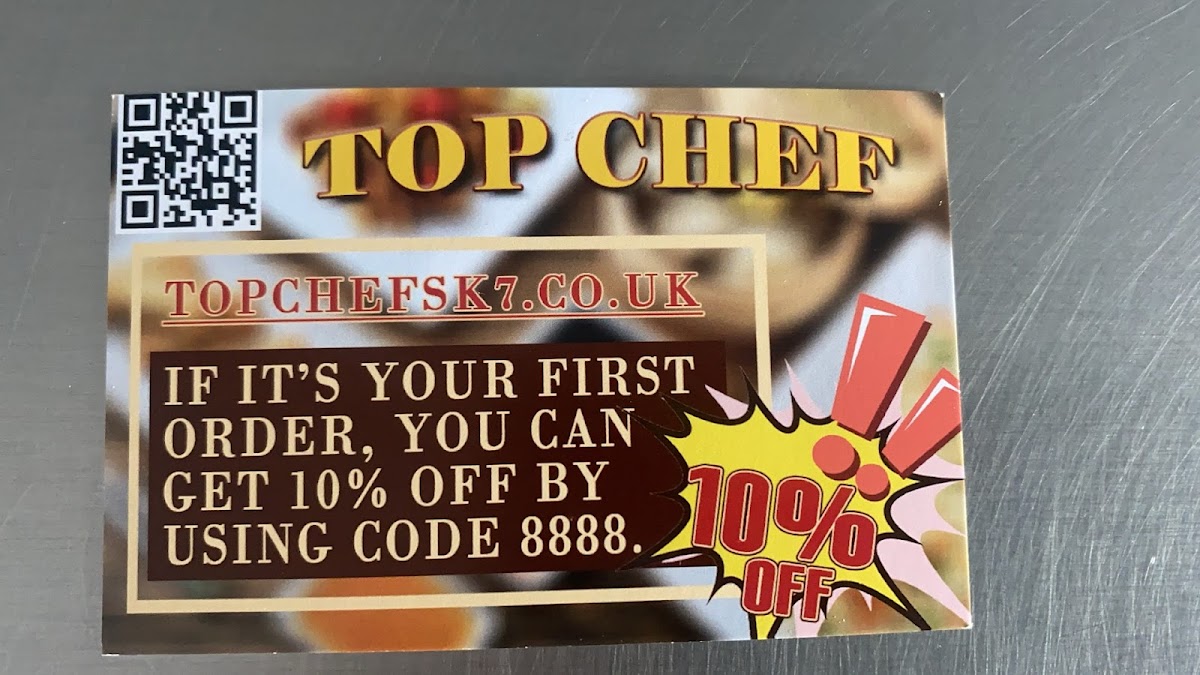 TOP CHEF
TOPCHEFSK7.CO.UK
IF IT'S YOUR FIRST
ORDER, YOU CAN
GET 10% OFF BY
USING CODE 8888.
!!
10%
OFF